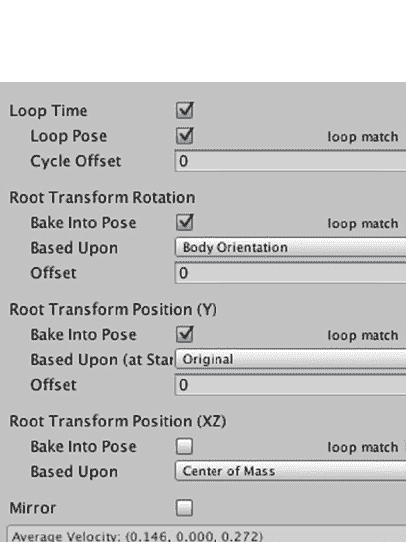 Loop Time
Loop Pose loop match
Cycle Offset 0
Root Transform Rotation
Bake Into Pose loop match
Based Upon Body Orientation
Offset 0
Root Transform Position (Y)
Bake Into Pose loop match
Based Upon (at Star Original
Offset 0
Root Transform Position (XZ)
Bake Into Pose loop match
Based Upon Center of Mass
Mirror
Average Velocity: (0.146, 0.000, 0.272)